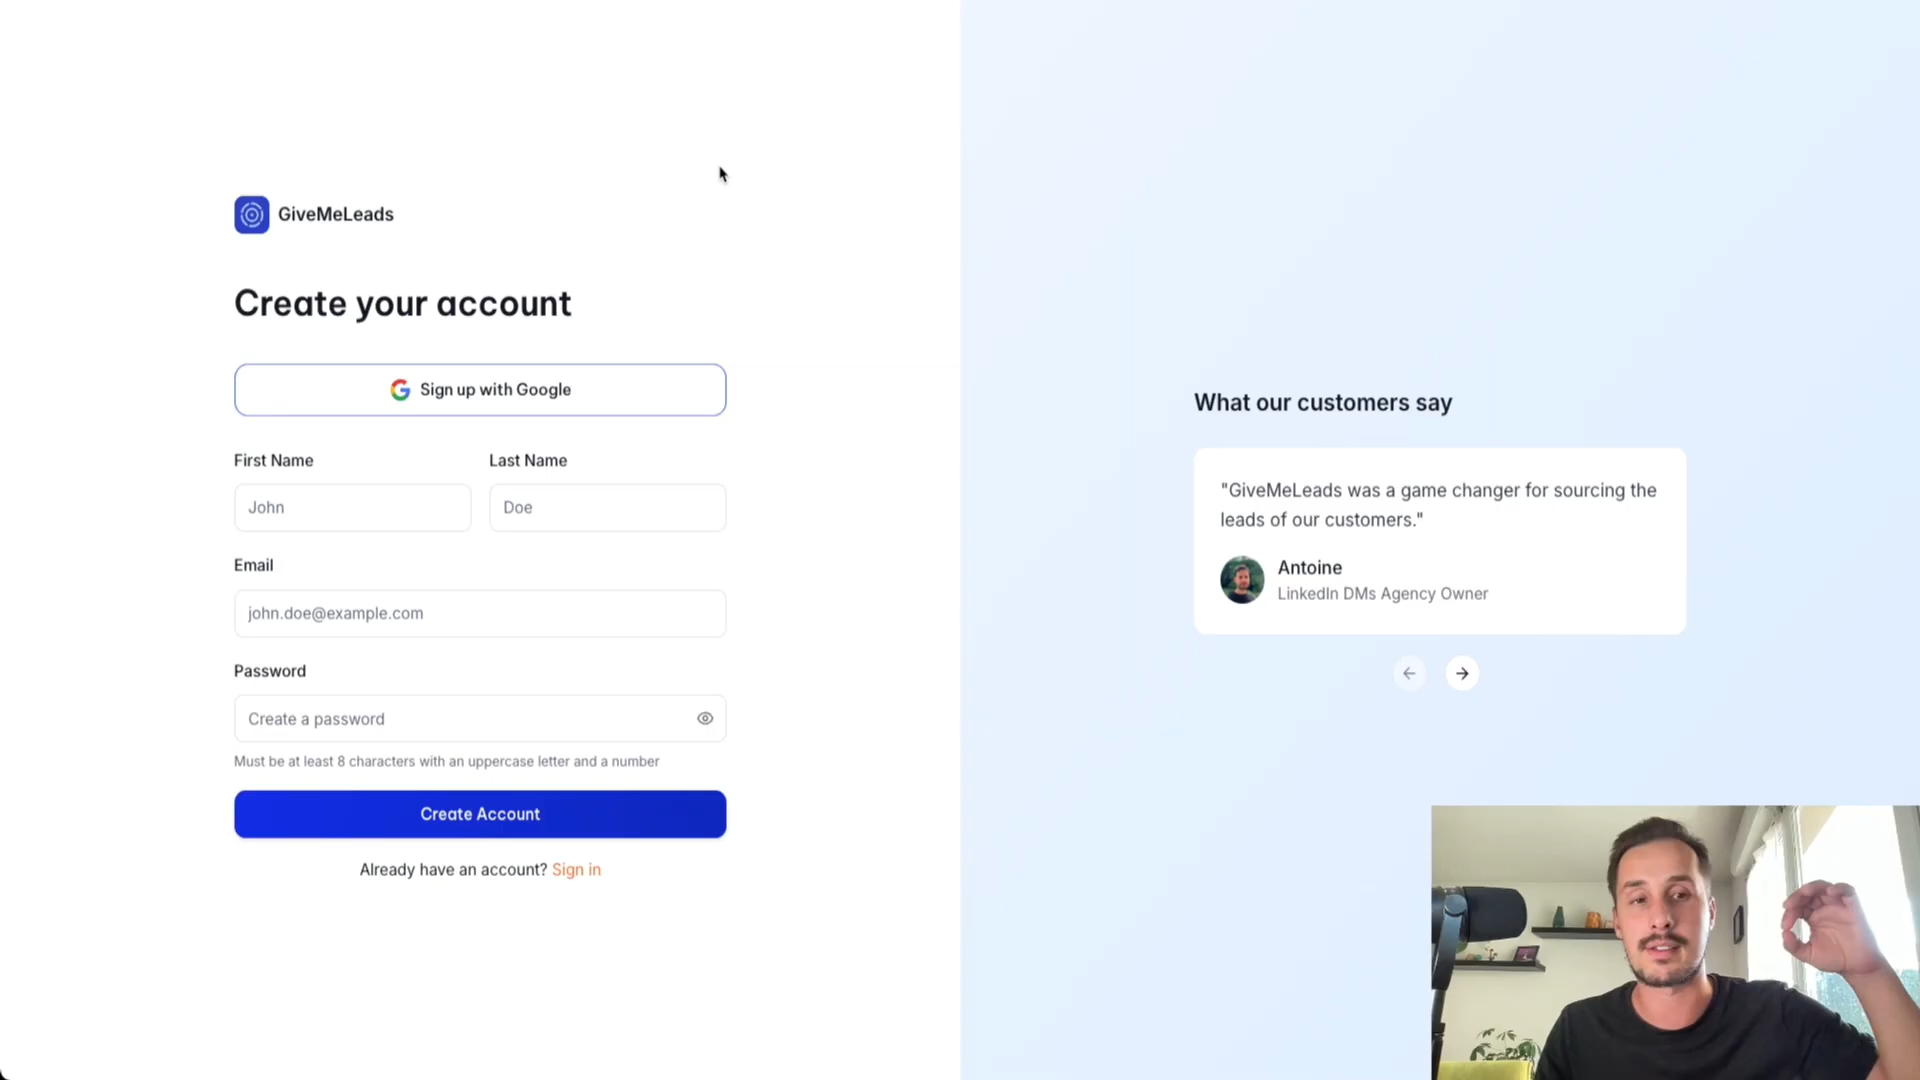 GiveMeLeads
Create your account
Sign up with Google
First Name
Last Name
John
Doe
Email
john.doe@example.com
Password
Create a password
Must be at least 8 characters with an uppercase letter and a number
Create Account
Already have an account? Sign in
What our customers say
"GiveMeLeads was a game changer for sourcing the
leads of our customers."
Antoine
LinkedIn DMs Agency Owner